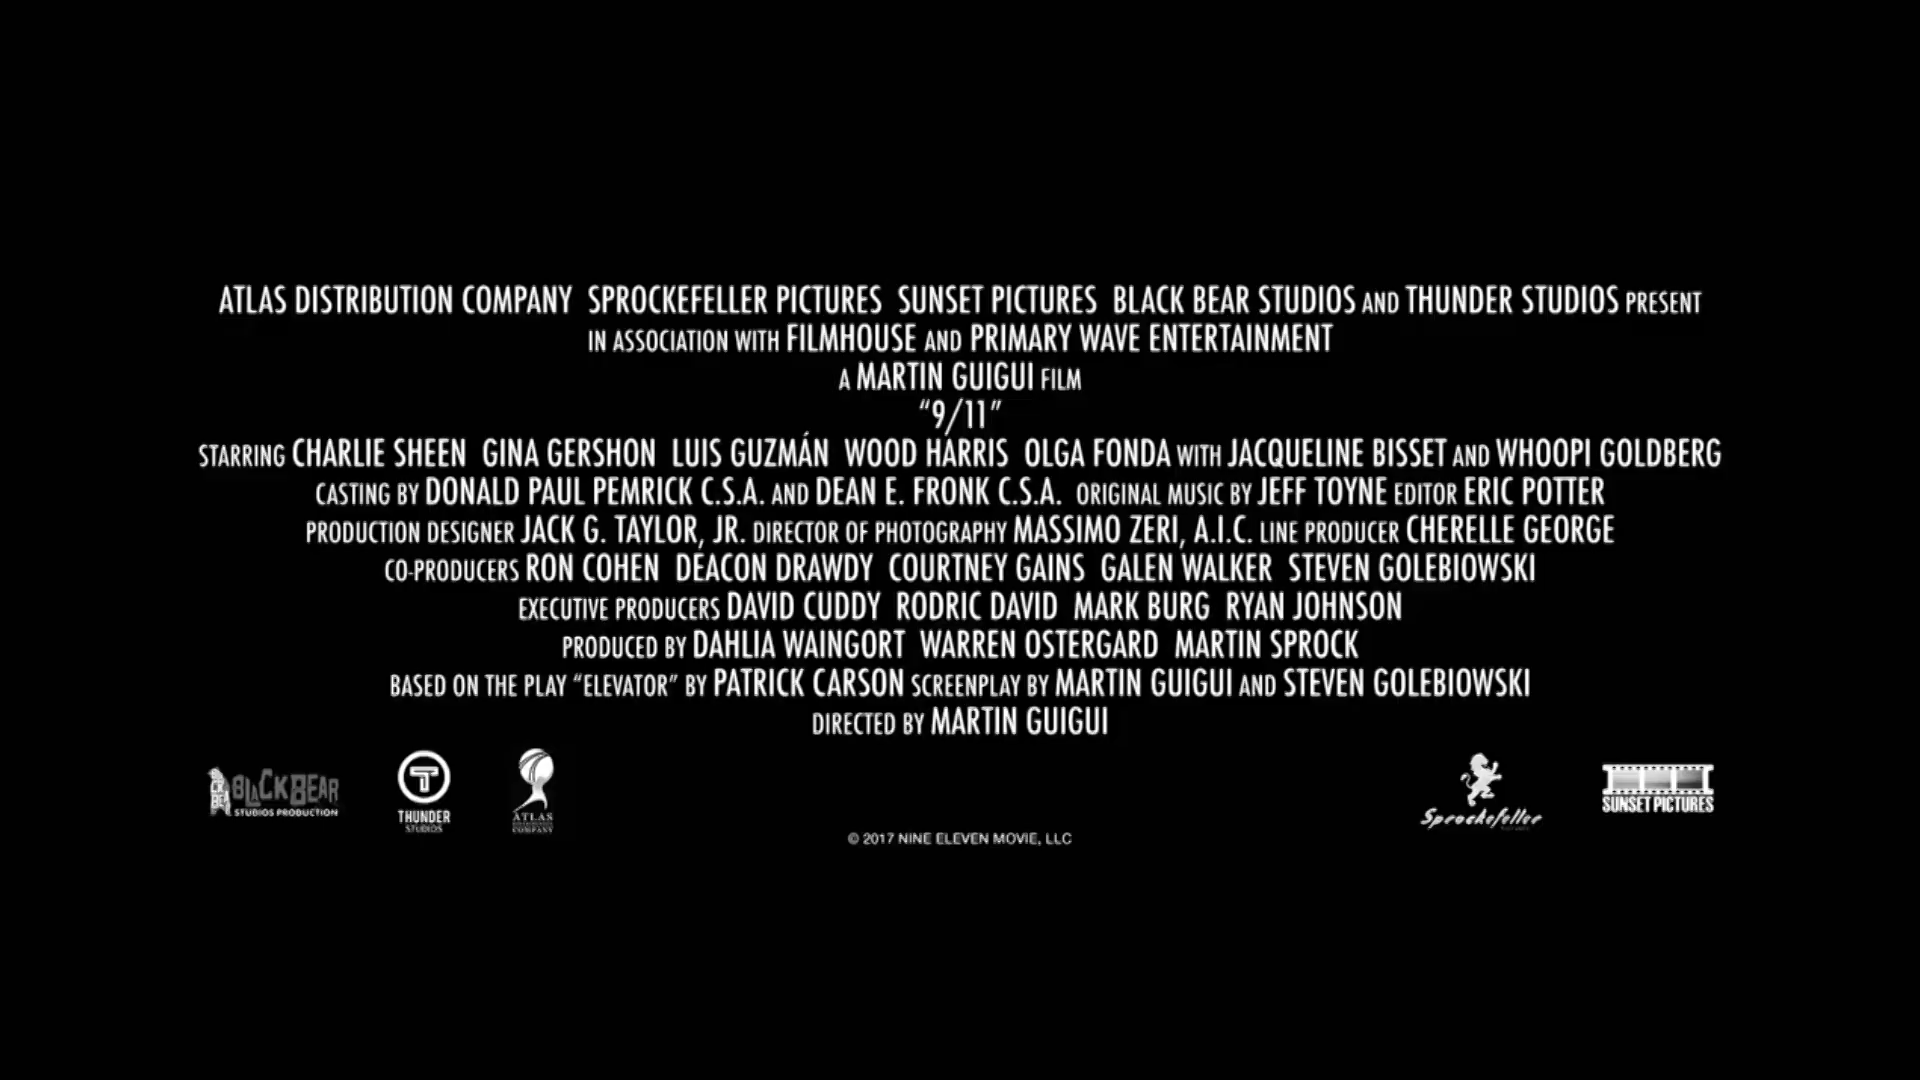 ATLAS DISTRIBUTION COMPANY SPROCKEFELLER PICTURES SUNSET PICTURES BLACK BEAR STUDIOS AND THUNDER STUDIOS PRESENT
IN ASSOCIATION WITH FILMHOUSE AND PRIMARY WAVE ENTERTAINMENT
A MARTIN GUIGUI FILM
“9/11”
STARRING CHARLIE SHEEN GINA GERSHON LUIS GUZMÁN WOOD HARRIS OLGA FONDA WITH JACQUELINE BISSET AND WHOOPI GOLDBERG
CASTING BY DONALD PAUL PEMRICK C.S.A. AND DEAN E. FRONK C.S.A. ORIGINAL MUSIC BY JEFF TOYNE EDITOR ERIC POTTER
PRODUCTION DESIGNER JACK G. TAYLOR, JR. DIRECTOR OF PHOTOGRAPHY MASSIMO ZERI, A.I.C. LINE PRODUCER CHERELLE GEORGE
CO-PRODUCERS RON COHEN DEACON DRAWDY COURTNEY GAINS GALEN WALKER STEVEN GOLEBIOWSKI
EXECUTIVE PRODUCERS DAVID CUDDY RODRIC DAVID MARK BURG RYAN JOHNSON
PRODUCED BY DAHLIA WAINGORT WARREN OSTERGARD MARTIN SPROCK
BASED ON THE PLAY “ELEVATOR” BY PATRICK CARSON SCREENPLAY BY MARTIN GUIGUI AND STEVEN GOLEBIOWSKI
DIRECTED BY MARTIN GUIGUI
BLACKBEAR
STUDIOS PRODUCTION
THUNDER
STUDIOS
ATLAS
COMPANY
© 2017 NINE ELEVEN MOVIE, LLC
Sprockefeller
SUNSET PICTURES